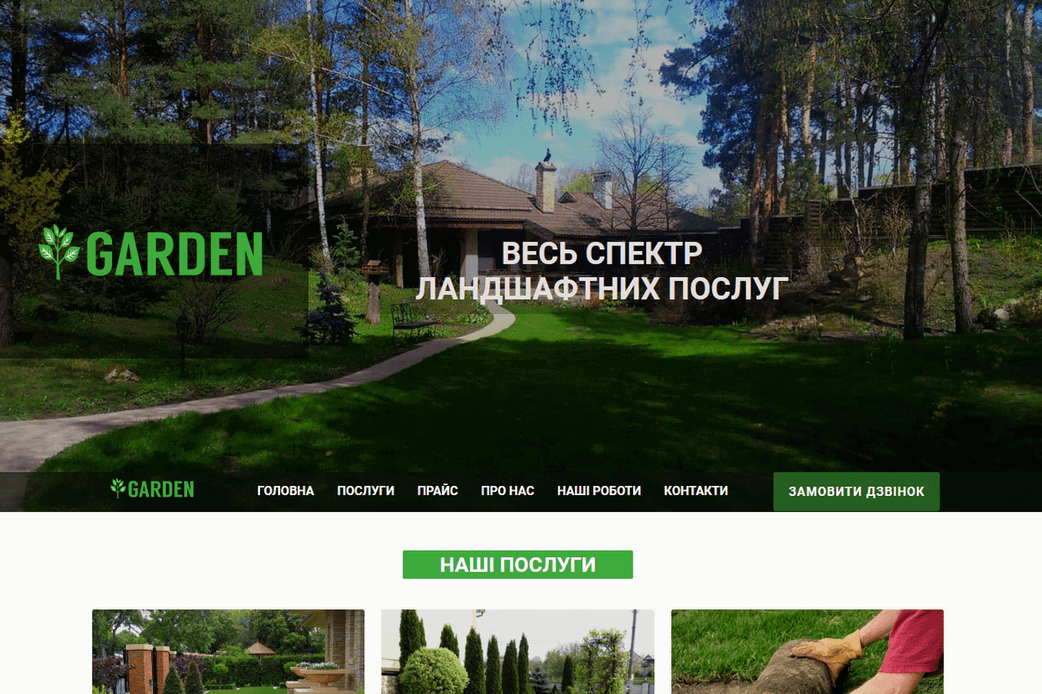 GARDEN
ВЕСЬ СПЕКТР
ЛАНДШАФТНИХ ПОСЛУГ
GARDEN
ГОЛОВНА
ПОСЛУГИ
ПРАЙС
ПРО НАС
НАШІ РОБОТИ
КОНТАКТИ
ЗАМОВИТИ ДЗВІНОК
НАШІ ПОСЛУГИ